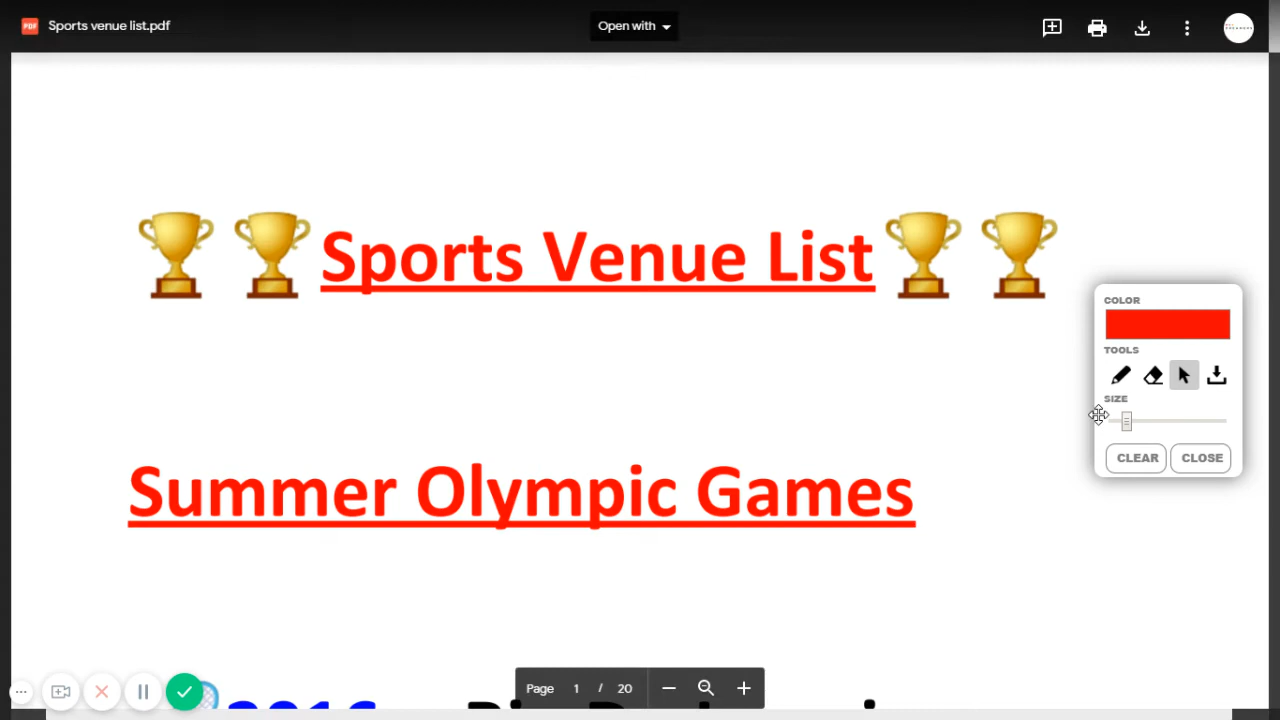 Sports venue list.pdf
Open with
Sports Venue List
COLOR
TOOLS
SIZE
CLEAR CLOSE
Summer Olympic Games
Page 1 / 20
2016